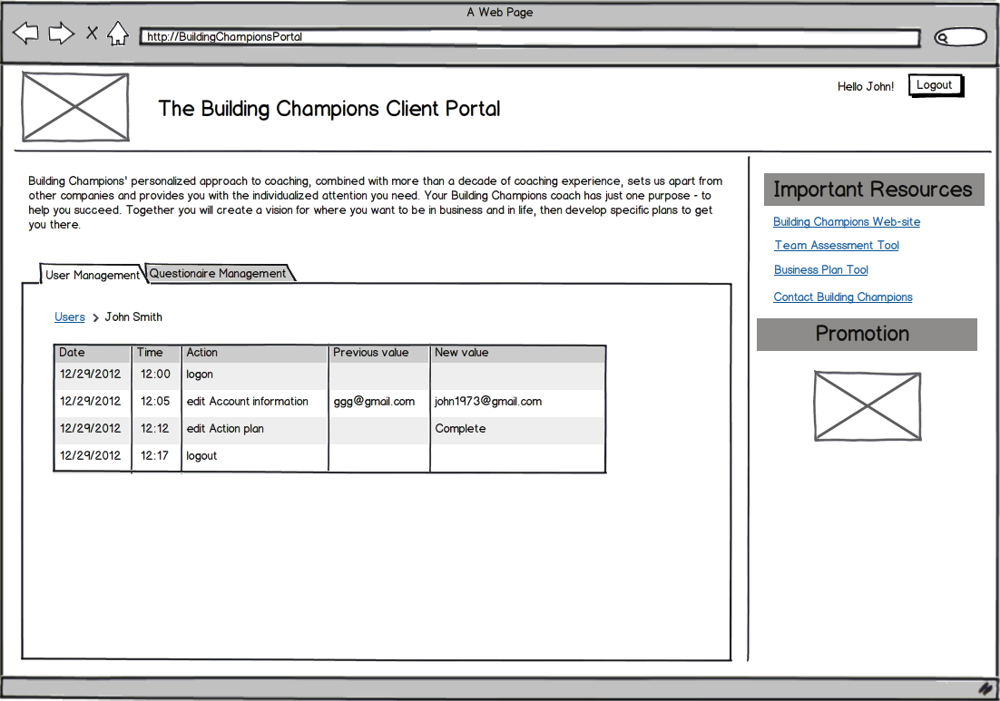 A Web Page
http://BuildingChampionsPortal
Hello John! Logout
The Building Champions Client Portal
Building Champions' personalized approach to coaching, combined with more than a decade of coaching experience, sets us apart from
other companies and provides you with the individualized attention you need. Your Building Champions coach has just one purpose - to
help you succeed. Together you will create a vision for where you want to be in business and in life, then develop specific plans to get
you there.
User Management Questionaire Management
Users > John Smith
Date Time Action Previous value New value
12/29/2012 12:00 logon
12/29/2012 12:05 edit Account information ggg@gmail.com john1973@gmail.com
12/29/2012 12:12 edit Action plan Complete
12/29/2012 12:17 logout
Important Resources
Building Champions Web-site
Team Assessment Tool
Business Plan Tool
Contact Building Champions
Promotion